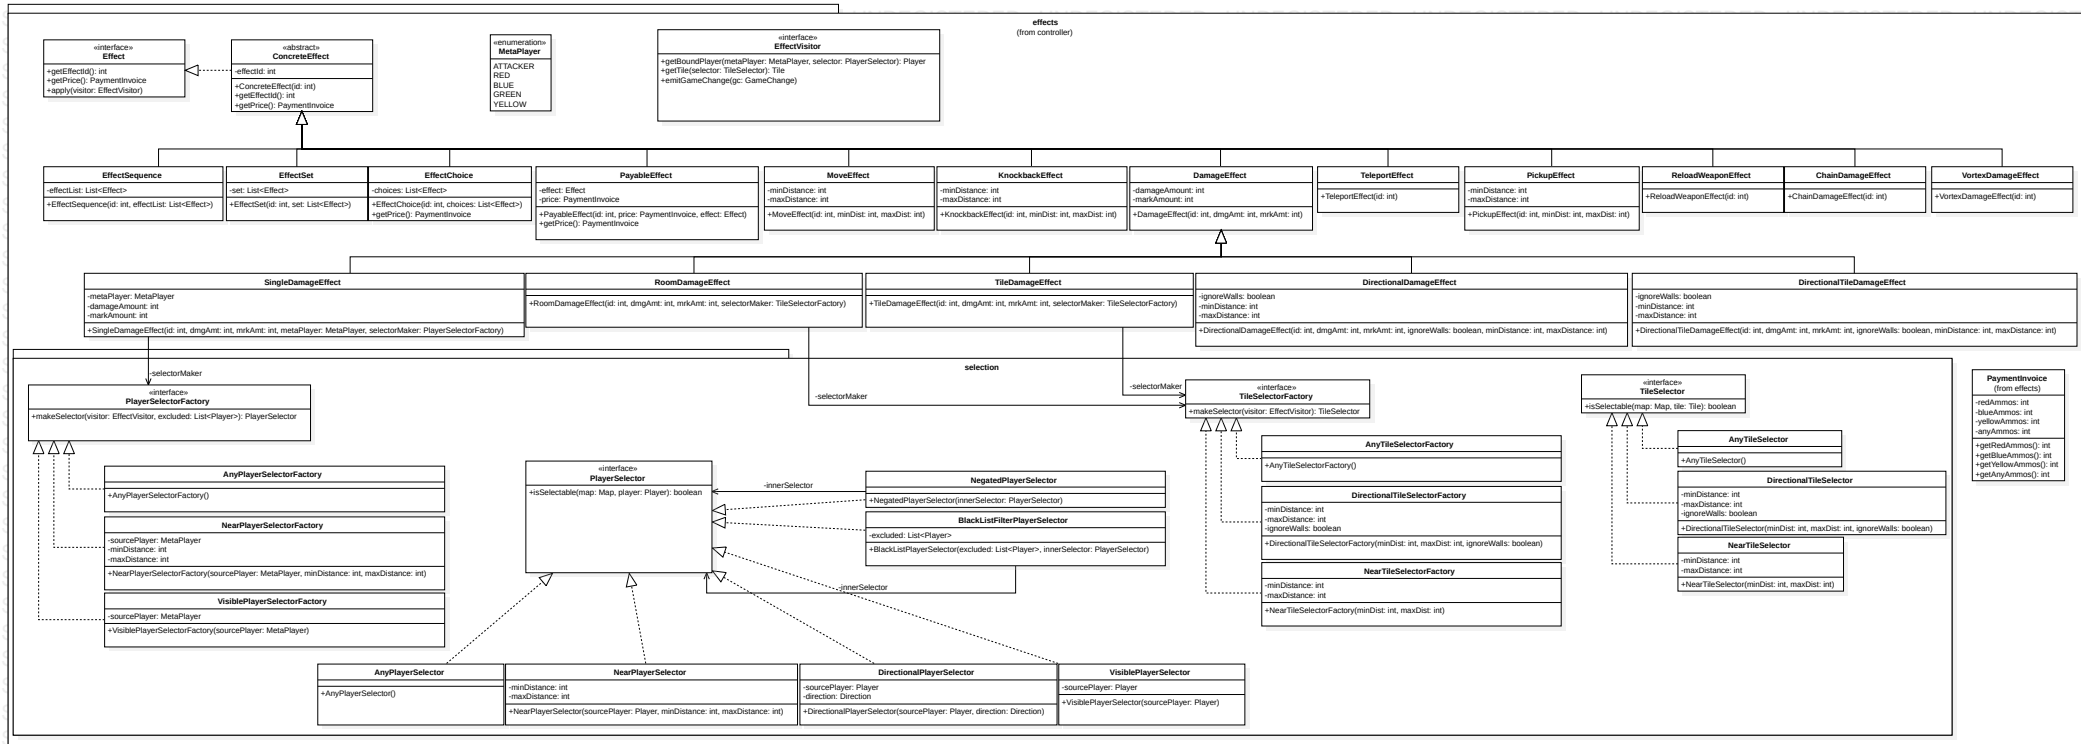 effects
(from controller)
«interface»
Effect
+getEffectId(): int
+getPrice(): PaymentInvoice
+apply(visitor: EffectVisitor)
«abstract»
ConcreteEffect
-effectId: int
+ConcreteEffect(id: int)
+getEffectId(): int
+getPrice(): PaymentInvoice
«enumeration»
MetaPlayer
ATTACKER
RED
BLUE
GREEN
YELLOW
«interface»
EffectVisitor
+getBoundPlayer(metaPlayer: MetaPlayer, selector: PlayerSelector): Player
+getTile(selector: TileSelector): Tile
+emitGameChange(gc: GameChange)
EffectSequence
-effectList: List<Effect>
+EffectSequence(id: int, effectList: List<Effect>)
EffectSet
-set: List<Effect>
+EffectSet(id: int, set: List<Effect>)
EffectChoice
-choices: List<Effect>
+EffectChoice(id: int, choices: List<Effect>)
+getPrice(): PaymentInvoice
PayableEffect
-effect: Effect
-price: PaymentInvoice
+PayableEffect(id: int, price: PaymentInvoice, effect: Effect)
+getPrice(): PaymentInvoice
MoveEffect
-minDistance: int
-maxDistance: int
+MoveEffect(id: int, minDist: int, maxDist: int)
KnockbackEffect
-minDistance: int
-maxDistance: int
+KnockbackEffect(id: int, minDist: int, maxDist: int)
DamageEffect
-damageAmount: int
-markAmount: int
+DamageEffect(id: int, dmgAmt: int, mrkAmt: int)
TeleportEffect
+TeleportEffect(id: int)
PickupEffect
-minDistance: int
-maxDistance: int
+PickupEffect(id: int, minDist: int, maxDist: int)
ReloadWeaponEffect
+ReloadWeaponEffect(id: int)
ChainDamageEffect
+ChainDamageEffect(id: int)
VortexDamageEffect
+VortexDamageEffect(id: int)
SingleDamageEffect
-metaPlayer: MetaPlayer
-damageAmount: int
-markAmount: int
+SingleDamageEffect(id: int, dmgAmt: int, mrkAmt: int, metaPlayer: MetaPlayer, selectorMaker: PlayerSelectorFactory)
RoomDamageEffect
+RoomDamageEffect(id: int, dmgAmt: int, mrkAmt: int, selectorMaker: TileSelectorFactory)
TileDamageEffect
+TileDamageEffect(id: int, dmgAmt: int, mrkAmt: int, selectorMaker: TileSelectorFactory)
DirectionalDamageEffect
-ignoreWalls: boolean
-minDistance: int
-maxDistance: int
+DirectionalDamageEffect(id: int, dmgAmt: int, mrkAmt: int, ignoreWalls: boolean, minDistance: int, maxDistance: int)
DirectionalTileDamageEffect
-ignoreWalls: boolean
-minDistance: int
-maxDistance: int
+DirectionalTileDamageEffect(id: int, dmgAmt: int, mrkAmt: int, ignoreWalls: boolean, minDistance: int, maxDistance: int)
selection
-selectorMaker
-selectorMaker
-selectorMaker
«interface»
PlayerSelectorFactory
+makeSelector(visitor: EffectVisitor, excluded: List<Player>): PlayerSelector
AnyPlayerSelectorFactory
+AnyPlayerSelectorFactory()
NearPlayerSelectorFactory
-sourcePlayer: MetaPlayer
-minDistance: int
-maxDistance: int
+NearPlayerSelectorFactory(sourcePlayer: MetaPlayer, minDistance: int, maxDistance: int)
VisiblePlayerSelectorFactory
-sourcePlayer: MetaPlayer
+VisiblePlayerSelectorFactory(sourcePlayer: MetaPlayer)
«interface»
PlayerSelector
+isSelectable(map: Map, player: Player): boolean
-innerSelector
NegatedPlayerSelector
+NegatedPlayerSelector(innerSelector: PlayerSelector)
BlackListFilterPlayerSelector
-excluded: List<Player>
+BlackListPlayerSelector(excluded: List<Player>, innerSelector: PlayerSelector)
-innerSelector
AnyPlayerSelector
+AnyPlayerSelector()
NearPlayerSelector
-minDistance: int
-maxDistance: int
+NearPlayerSelector(sourcePlayer: Player, minDistance: int, maxDistance: int)
DirectionalPlayerSelector
-sourcePlayer: Player
-direction: Direction
+DirectionalPlayerSelector(sourcePlayer: Player, direction: Direction)
VisiblePlayerSelector
-sourcePlayer: Player
+VisiblePlayerSelector(sourcePlayer: Player)
«interface»
TileSelectorFactory
+makeSelector(visitor: EffectVisitor): TileSelector
AnyTileSelectorFactory
+AnyTileSelectorFactory()
DirectionalTileSelectorFactory
-minDistance: int
-maxDistance: int
-ignoreWalls: boolean
+DirectionalTileSelectorFactory(minDist: int, maxDist: int, ignoreWalls: boolean)
NearTileSelectorFactory
-minDistance: int
-maxDistance: int
+NearTileSelectorFactory(minDist: int, maxDist: int)
«interface»
TileSelector
+isSelectable(map: Map, tile: Tile): boolean
AnyTileSelector
+AnyTileSelector()
DirectionalTileSelector
-minDistance: int
-maxDistance: int
-ignoreWalls: boolean
+DirectionalTileSelector(minDist: int, maxDist: int, ignoreWalls: boolean)
NearTileSelector
-minDistance: int
-maxDistance: int
+NearTileSelector(minDist: int, maxDist: int)
PaymentInvoice
(from effects)
-redAmmos: int
-blueAmmos: int
-yellowAmmos: int
-anyAmmos: int
+getRedAmmos(): int
+getBlueAmmos(): int
+getYellowAmmos(): int
+getAnyAmmos(): int